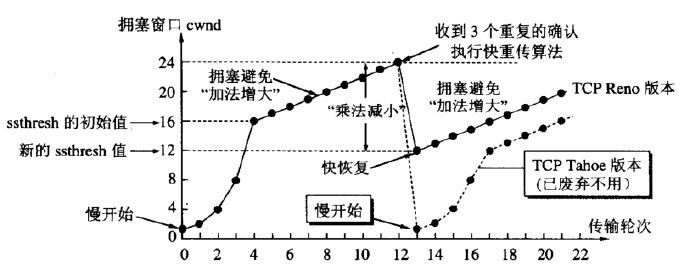 拥塞窗口 cwnd
收到 3 个重复的确认
执行快重传算法
24
20
ssthresh 的初始值
16
新的 ssthresh 值
12
8
4
0
拥塞避免
“加法增大”
“乘法减小”
拥塞避免
“加法增大”
TCP Reno 版本
快恢复
TCP Tahoe 版本
(已废弃不用)
慢开始
慢开始
传输轮次
0 2 4 6 8 10 12 14 16 18 20 22